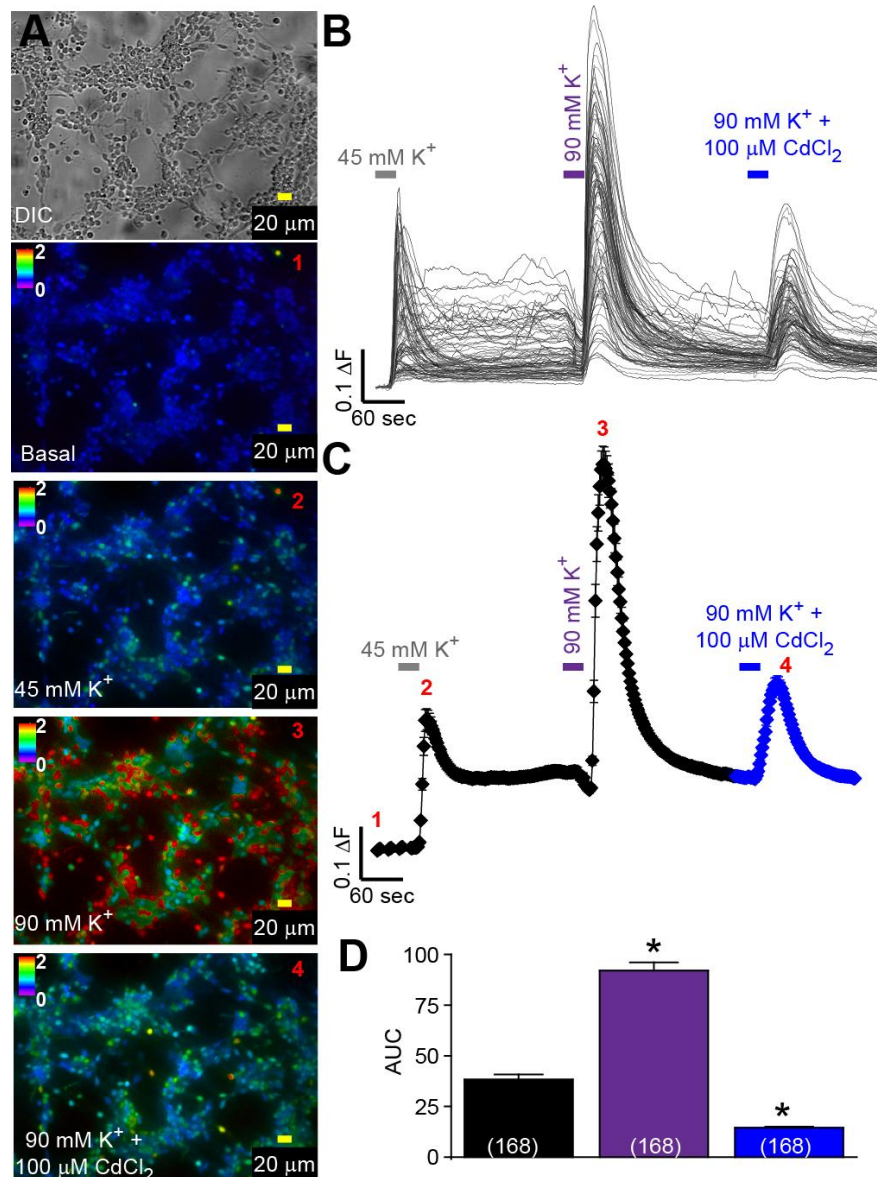 A
DIC
20 μm
2
0
1
Basal
20 μm
2
0
2
45 mM K⁺
20 μm
2
0
3
90 mM K⁺
20 μm
2
0
4
90 mM K⁺ +
100 μM CdCl₂
20 μm
B
45 mM K⁺
90 mM K⁺
90 mM K⁺ +
100 μM CdCl₂
0.1 ΔF
60 sec
C
1
45 mM K⁺
2
90 mM K⁺
3
90 mM K⁺ +
100 μM CdCl₂
4
0.1 ΔF
60 sec
D
AUC
100
75
50
25
0
*
*
(168)
(168)
(168)